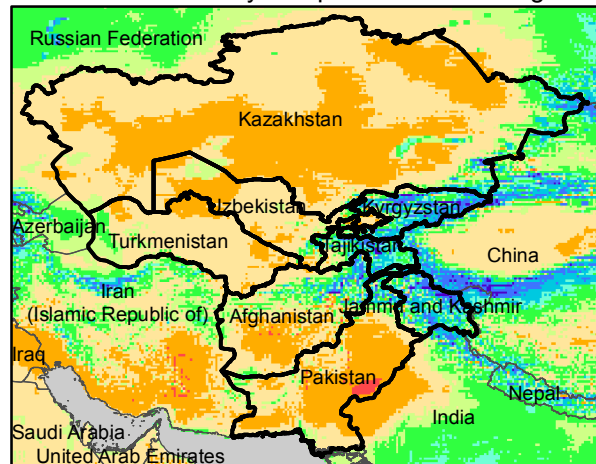 Russian Federation
Kazakhstan
Izbekistan
Kyrgyzstan
Azerbaijan
Turkmenistan
Tajikistan
China
Iran
(Islamic Republic of)
Afghanistan
Jammu and Kashmir
Iraq
Pakistan
Nepal
India
Saudi Arabia
United Arab Emirates